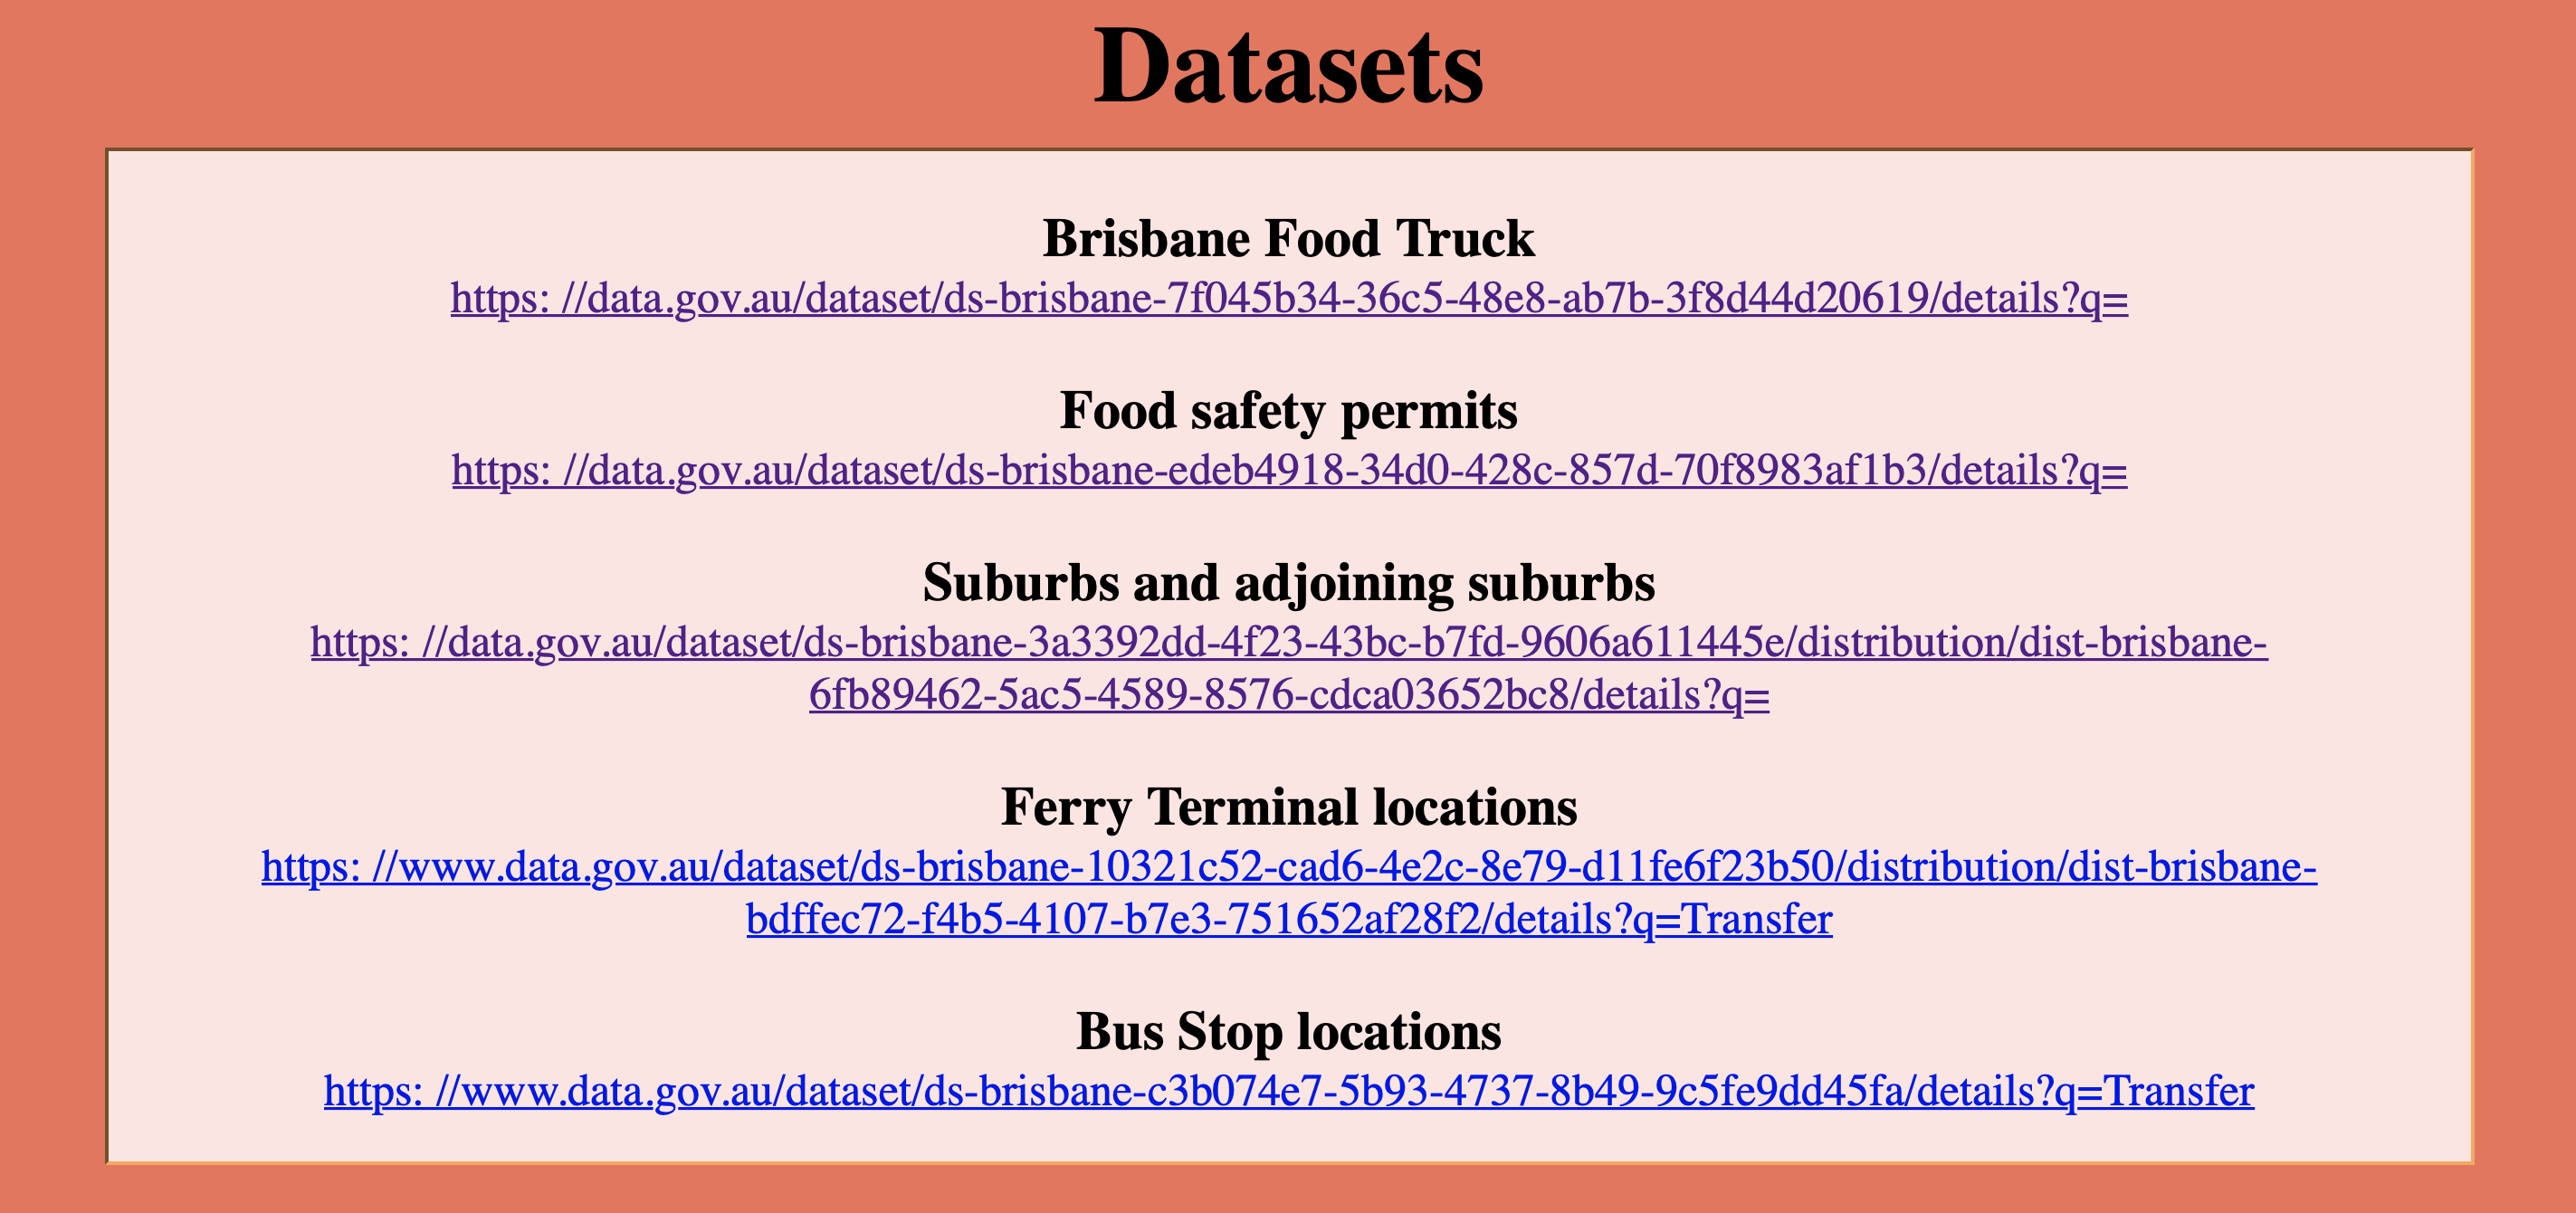 Datasets
Brisbane Food Truck
https: //data.gov.au/dataset/ds-brisbane-7f045b34-36c5-48e8-ab7b-3f8d44d20619/details?q=
Food safety permits
https: //data.gov.au/dataset/ds-brisbane-edeb4918-34d0-428c-857d-70f8983af1b3/details?q=
Suburbs and adjoining suburbs
https: //data.gov.au/dataset/ds-brisbane-3a3392dd-4f23-43bc-b7fd-9606a611445e/distribution/dist-brisbane-
6fb89462-5ac5-4589-8576-cdca03652bc8/details?q=
Ferry Terminal locations
https: //www.data.gov.au/dataset/ds-brisbane-10321c52-cad6-4e2c-8e79-d11fe6f23b50/distribution/dist-brisbane-
bdffec72-f4b5-4107-b7e3-751652af28f2/details?q=Transfer
Bus Stop locations
https: //www.data.gov.au/dataset/ds-brisbane-c3b074e7-5b93-4737-8b49-9c5fe9dd45fa/details?q=Transfer